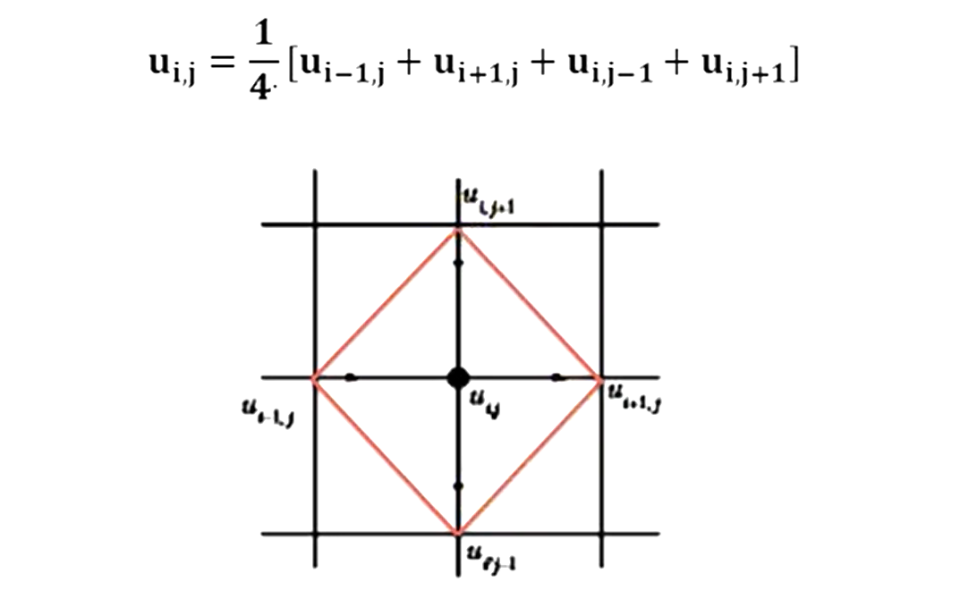 u_{i,j} = \frac{1}{4} [u_{i−1,j} + u_{i+1,j} + u_{i,j−1} + u_{i,j+1}]
u_{i,j+1}
u_{i−1,j}
u_{i,j}
u_{i+1,j}
u_{i,j−1}